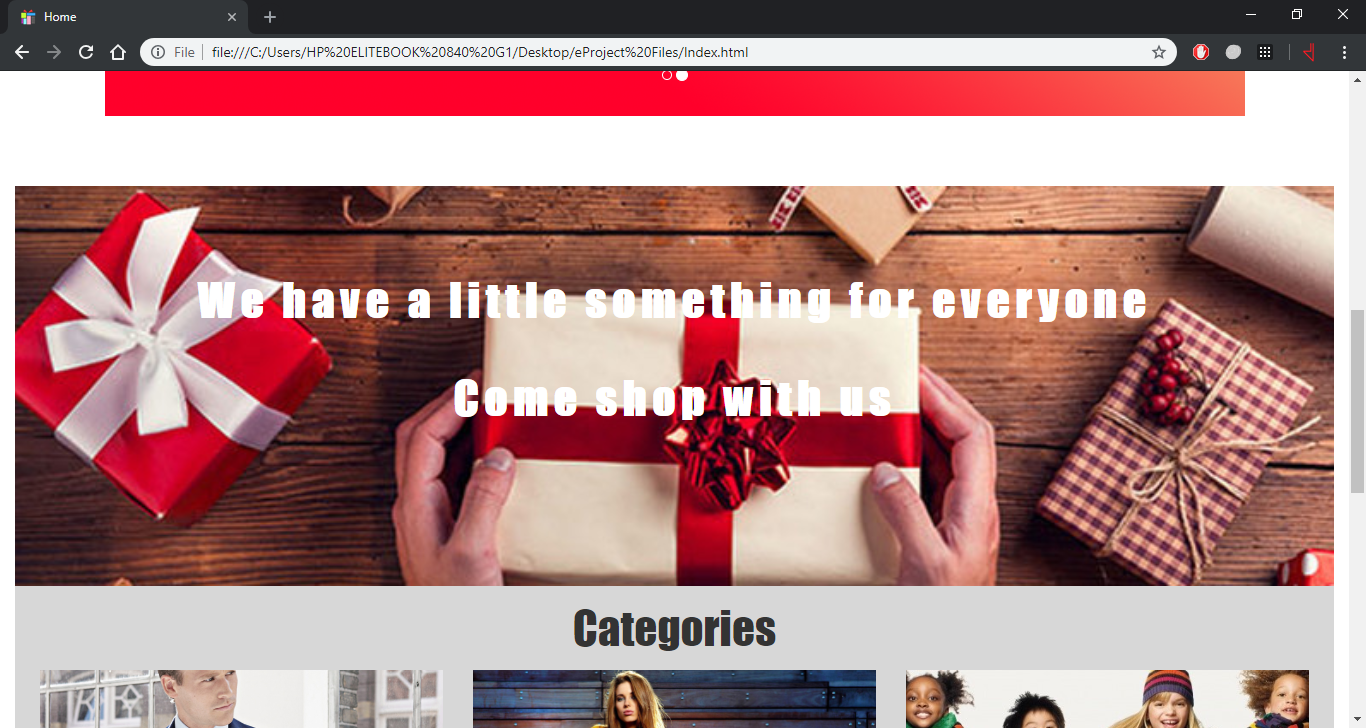 Home
File
file:///C:/Users/HP%20ELITEBOOK%20840%20G1/Desktop/eProject%20Files/Index.html
We have a little something for everyone
Come shop with us
Categories